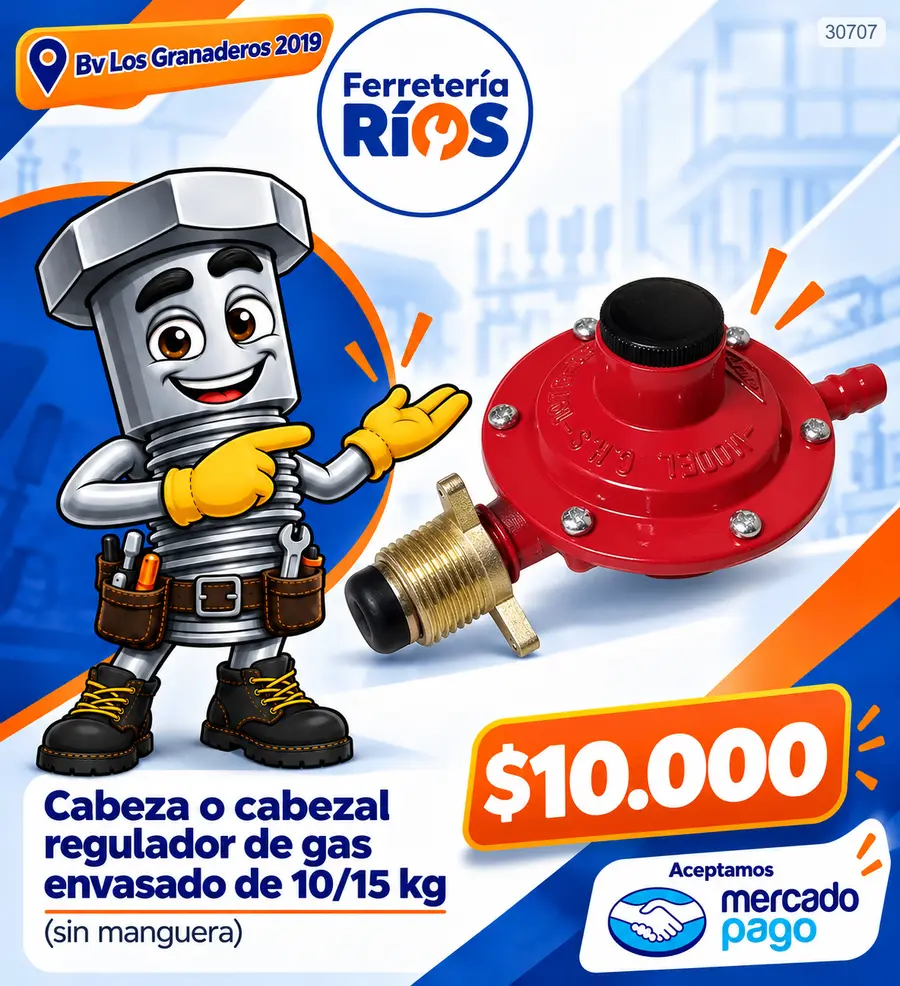 Bv Los Granaderos 2019
Ferretería
RÍOS
30707
MODEL G.H.S
$10.000
Cabeza o cabezal
regulador de gas
envasado de 10/15 kg
(sin manguera)
Aceptamos
mercado
pago